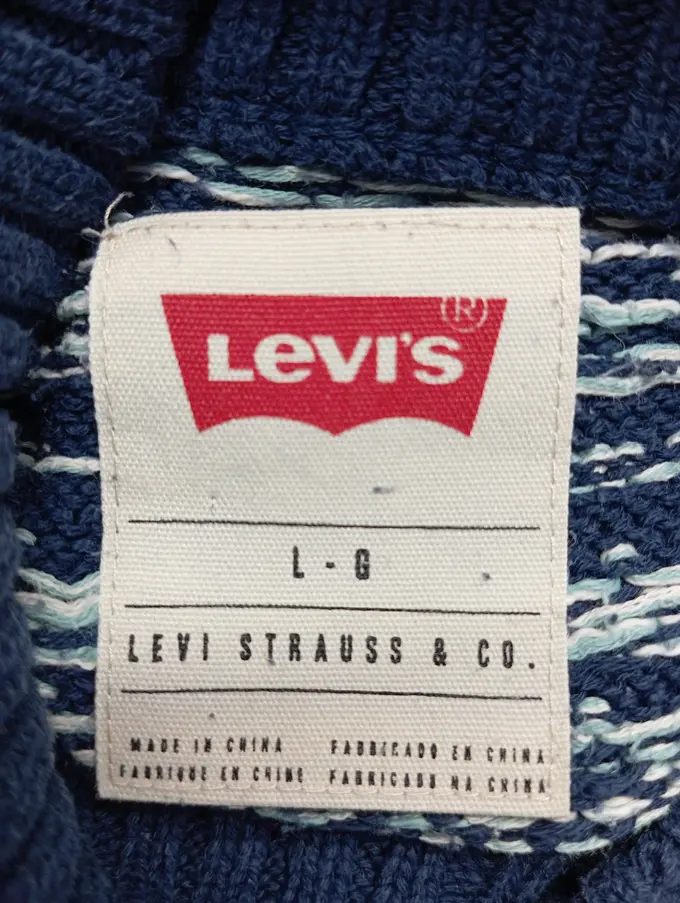 Levi's®
L - G
LEVI STRAUSS & CO.
MADE IN CHINA FABRICADO EN CHINA
FABRIQUE EN CHINE FABRICADO NA CHINA